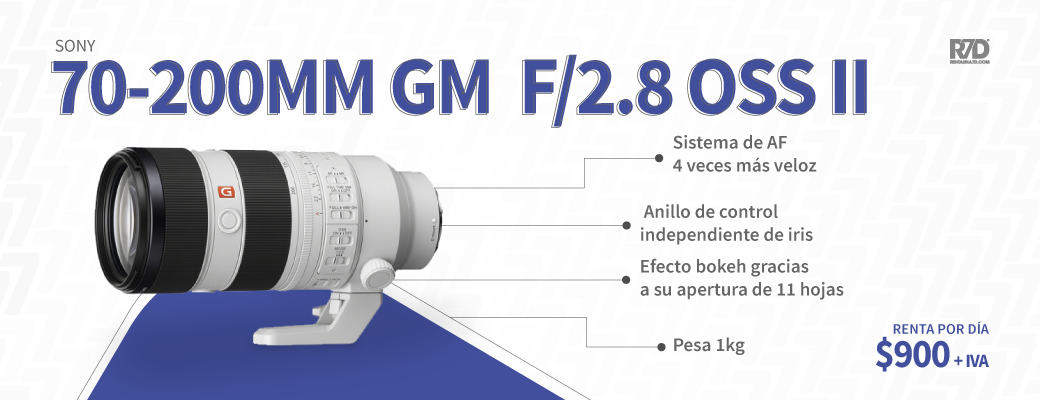 SONY
70-200MM GM F/2.8 OSS II
R7D
Sistema de AF
4 veces más veloz
Anillo de control
independiente de iris
Efecto bokeh gracias
a su apertura de 11 hojas
Pesa 1kg
G
RENTA POR DÍA
$900 + IVA